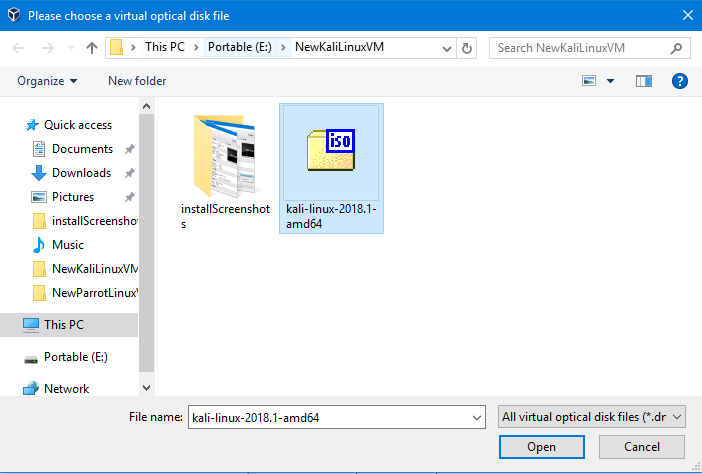 Please choose a virtual optical disk file
This PC > Portable (E:) > NewKaliLinuxVM
Search NewKaliLinuxVM
Organize
New folder
Quick access
Documents
Downloads
Pictures
installScreenshot
Music
NewKaliLinuxVM
NewParrotLinuxV
This PC
Portable (E:)
Network
installScreenshot
s
iso
kali-linux-2018.1-
amd64
File name:
kali-linux-2018.1-amd64
All virtual optical disk files (*.dr
Open
Cancel